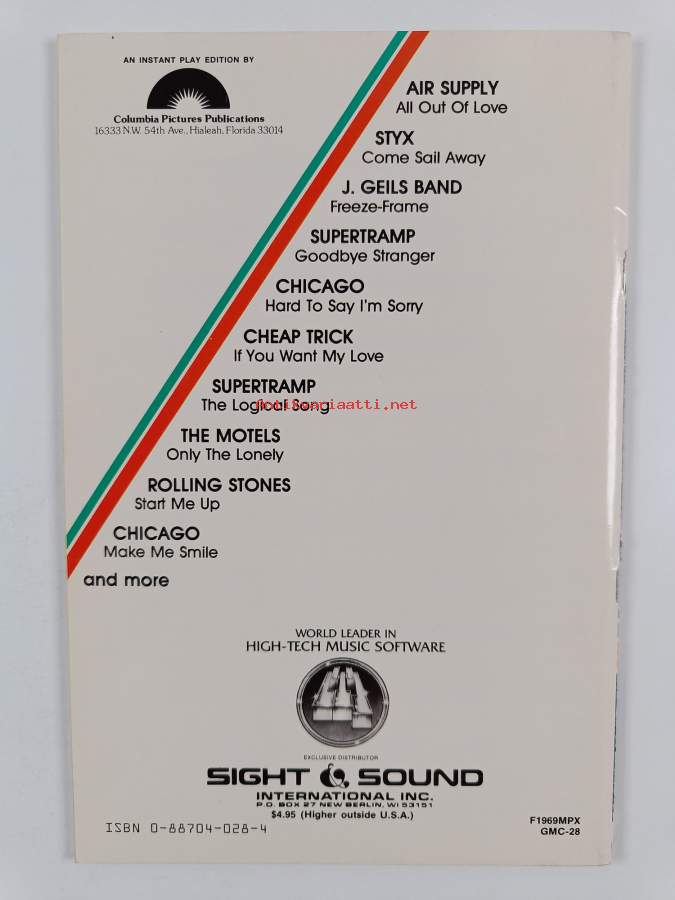 AN INSTANT PLAY EDITION BY
Columbia Pictures Publications
16333 N.W. 54th Ave., Hialeah, Florida 33014
AIR SUPPLY
All Out Of Love
STYX
Come Sail Away
J. GEILS BAND
Freeze-Frame
SUPERTRAMP
Goodbye Stranger
CHICAGO
Hard To Say I'm Sorry
CHEAP TRICK
If You Want My Love
SUPERTRAMP
The Logical Song
Antikvariaatti.net
THE MOTELS
Only The Lonely
ROLLING STONES
Start Me Up
CHICAGO
Make Me Smile
and more
WORLD LEADER IN
HIGH-TECH MUSIC SOFTWARE
EXCLUSIVE DISTRIBUTOR
SIGHT & SOUND
INTERNATIONAL INC.
P.O. BOX 27 NEW BERLIN, WI 53151
$4.95 (Higher outside U.S.A.)
ISBN 0-88704-028-4
F1969MPX
GMC-28